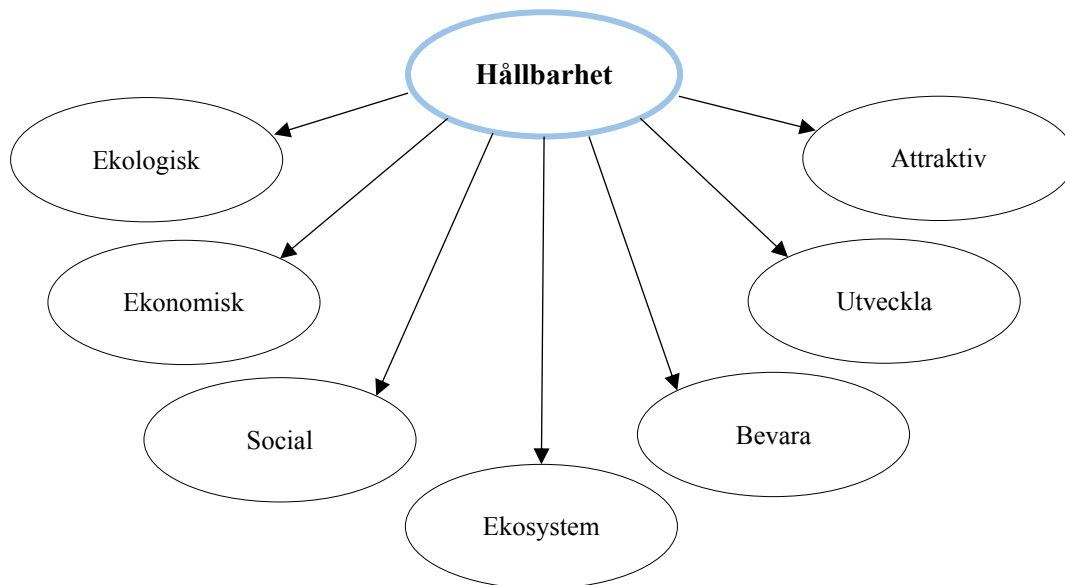 Hållbarhet
Ekologisk
Attraktiv
Ekonomisk
Utveckla
Social
Bevara
Ekosystem